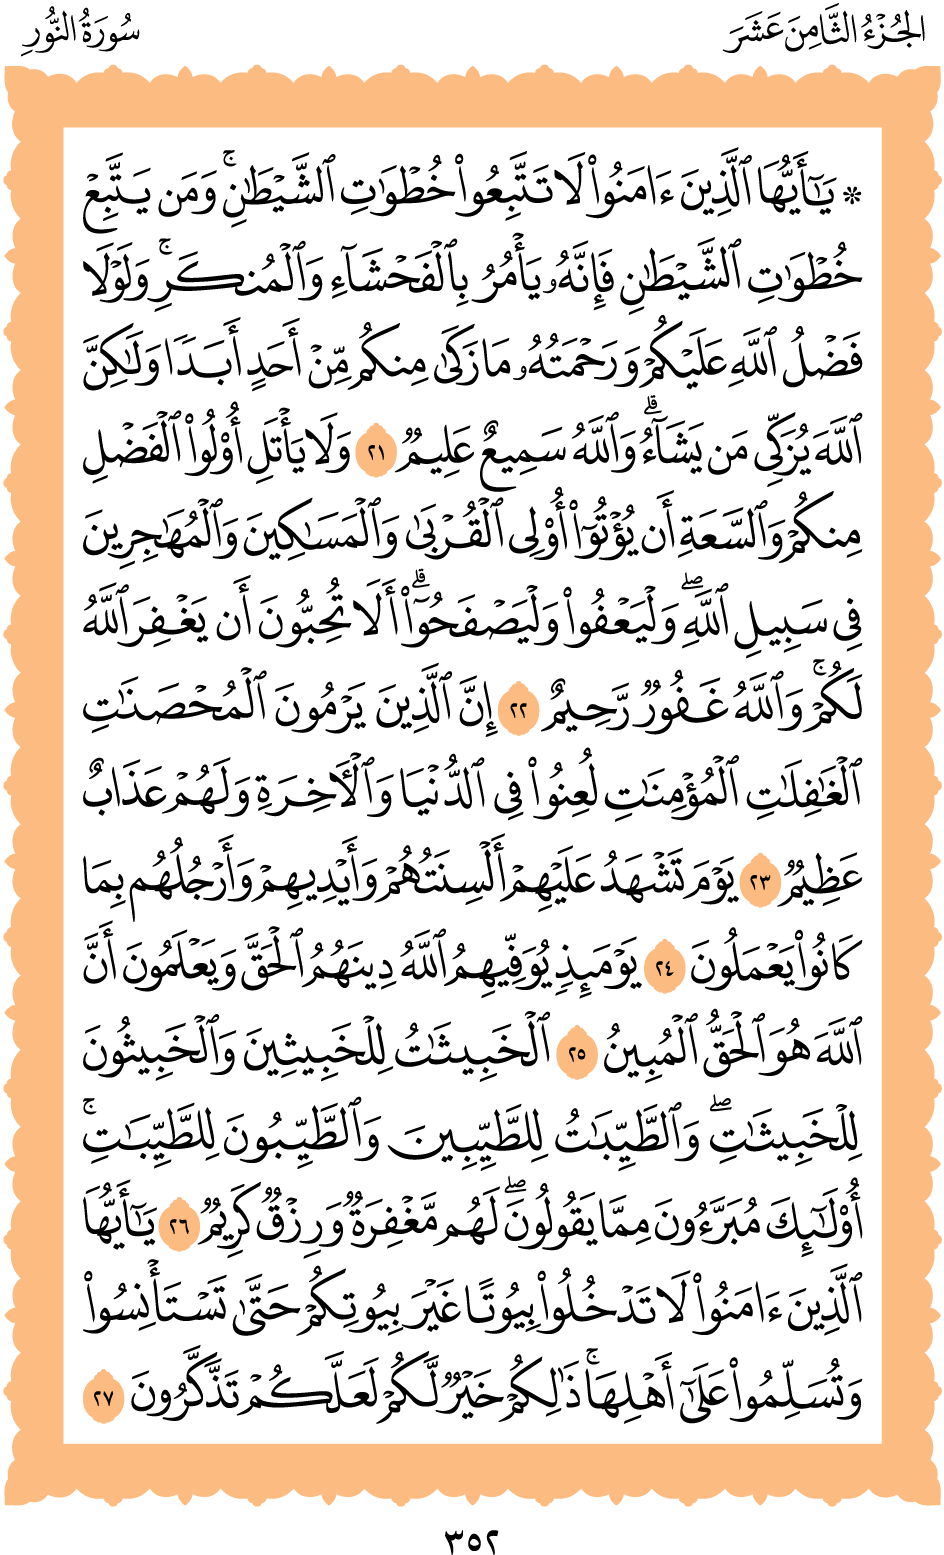 الجُزْءُ الثَّامِنَ عَشَرَ
سُورَةُ النُّورِ
* يَٰٓأَيُّهَا ٱلَّذِينَ ءَامَنُوا۟ لَا تَتَّبِعُوا۟ خُطْوَٰتِ ٱلشَّيْطَٰنِ ۚ وَمَن يَتَّبِعْ
خُطْوَٰتِ ٱلشَّيْطَٰنِ فَإِنَّهُۥ يَأْمُرُ بِٱلْفَحْشَآءِ وَٱلْمُنكَرِ ۚ وَلَوْلَا
فَضْلُ ٱللَّهِ عَلَيْكُمْ وَرَحْمَتُهُۥ مَا زَكَىٰ مِنكُم مِّنْ أَحَدٍ أَبَدًا وَلَٰكِنَّ
ٱللَّهَ يُزَكِّى مَن يَشَآءُ ۗ وَٱللَّهُ سَمِيعٌ عَلِيمٌ ٢١ وَلَا يَأْتَلِ أُو۟لُوا۟ ٱلْفَضْلِ
مِنكُمْ وَٱلسَّعَةِ أَن يُؤْتُوٓا۟ أُو۟لِى ٱلْقُرْبَىٰ وَٱلْمَسَٰكِينَ وَٱلْمُهَٰجِرِينَ
فِى سَبِيلِ ٱللَّهِ ۖ وَلْيَعْفُوا۟ وَلْيَصْفَحُوٓا۟ ۗ أَلَا تُحِبُّونَ أَن يَغْفِرَ ٱللَّهُ
لَكُمْ ۚ وَٱللَّهُ غَفُورٌ رَّحِيمٌ ٢٢ إِنَّ ٱلَّذِينَ يَرْمُونَ ٱلْمُحْصَنَٰتِ
ٱلْغَٰفِلَٰتِ ٱلْمُؤْمِنَٰتِ لُعِنُوا۟ فِى ٱلدُّنْيَا وَٱلْءَاخِرَةِ وَلَهُمْ عَذَابٌ
عَظِيمٌ ٢٣ يَوْمَ تَشْهَدُ عَلَيْهِمْ أَلْسِنَتُهُمْ وَأَيْدِيهِمْ وَأَرْجُلُهُم بِمَا
كَانُوا۟ يَعْمَلُونَ ٢٤ يَوْمَئِذٍ يُوَفِّيهِمُ ٱللَّهُ دِينَهُمُ ٱلْحَقَّ وَيَعْلَمُونَ أَنَّ
ٱللَّهَ هُوَ ٱلْحَقُّ ٱلْمُبِينُ ٢٥ ٱلْخَبِيثَٰتُ لِلْخَبِيثِينَ وَٱلْخَبِيثُونَ
لِلْخَبِيثَٰتِ ۖ وَٱلطَّيِّبَٰتُ لِلطَّيِّبِينَ وَٱلطَّيِّبُونَ لِلطَّيِّبَٰتِ ۚ
أُو۟لَٰٓئِكَ مُبَرَّءُونَ مِمَّا يَقُولُونَ ۖ لَهُم مَّغْفِرَةٌ وَرِزْقٌ كَرِيمٌ ٢٦ يَٰٓأَيُّهَا
ٱلَّذِينَ ءَامَنُوا۟ لَا تَدْخُلُوا۟ بِيُوتًا غَيْرَ بِيُوتِكُمْ حَتَّىٰ تَسْتَأْنِسُوا۟
وَتُسَلِّمُوا۟ عَلَىٰٓ أَهْلِهَا ۚ ذَٰلِكُمْ خَيْرٌ لَّكُمْ لَعَلَّكُمْ تَذَّكَّرُونَ ٢٧
٣٥٢